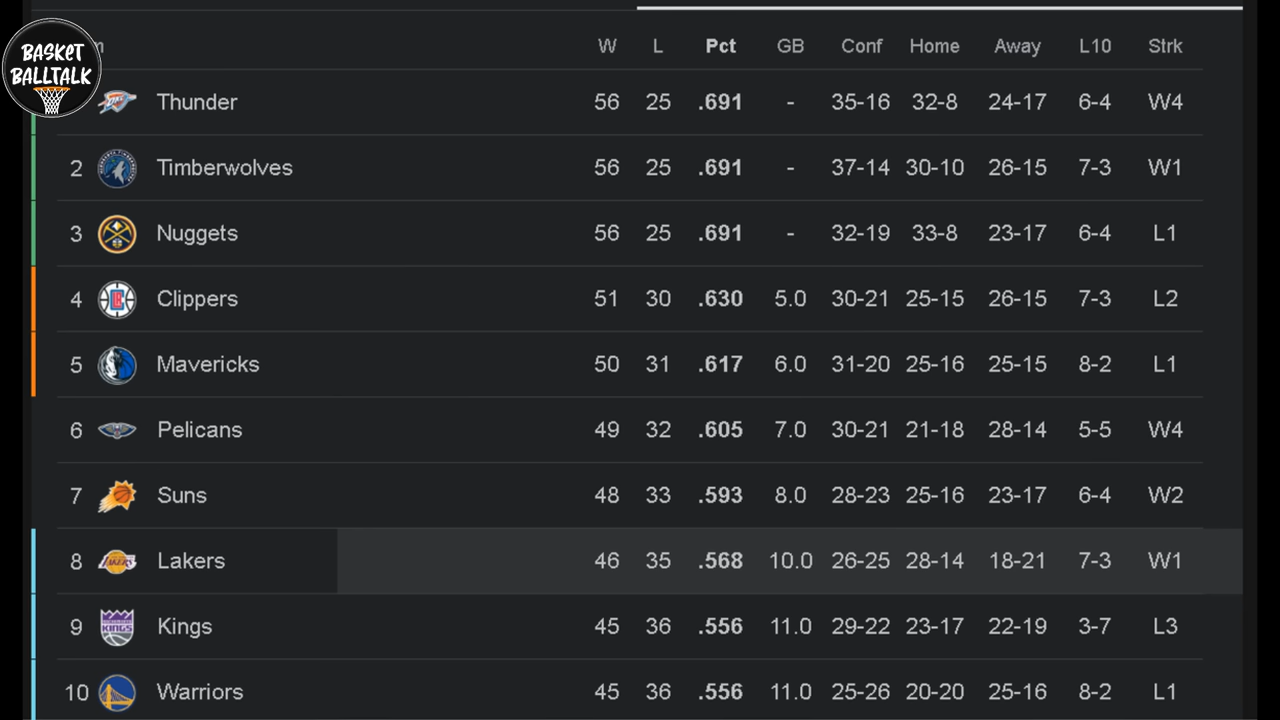 BASKET
BALLTALK
m W L Pct GB Conf Home Away L10 Strk
Thunder 56 25 .691 - 35-16 32-8 24-17 6-4 W4
2 Timberwolves 56 25 .691 - 37-14 30-10 26-15 7-3 W1
3 Nuggets 56 25 .691 - 32-19 33-8 23-17 6-4 L1
4 Clippers 51 30 .630 5.0 30-21 25-15 26-15 7-3 L2
5 Mavericks 50 31 .617 6.0 31-20 25-16 25-15 8-2 L1
6 Pelicans 49 32 .605 7.0 30-21 21-18 28-14 5-5 W4
7 Suns 48 33 .593 8.0 28-23 25-16 23-17 6-4 W2
8 LAKERS Lakers 46 35 .568 10.0 26-25 28-14 18-21 7-3 W1
9 KINGS Kings 45 36 .556 11.0 29-22 23-17 22-19 3-7 L3
10 Warriors 45 36 .556 11.0 25-26 20-20 25-16 8-2 L1